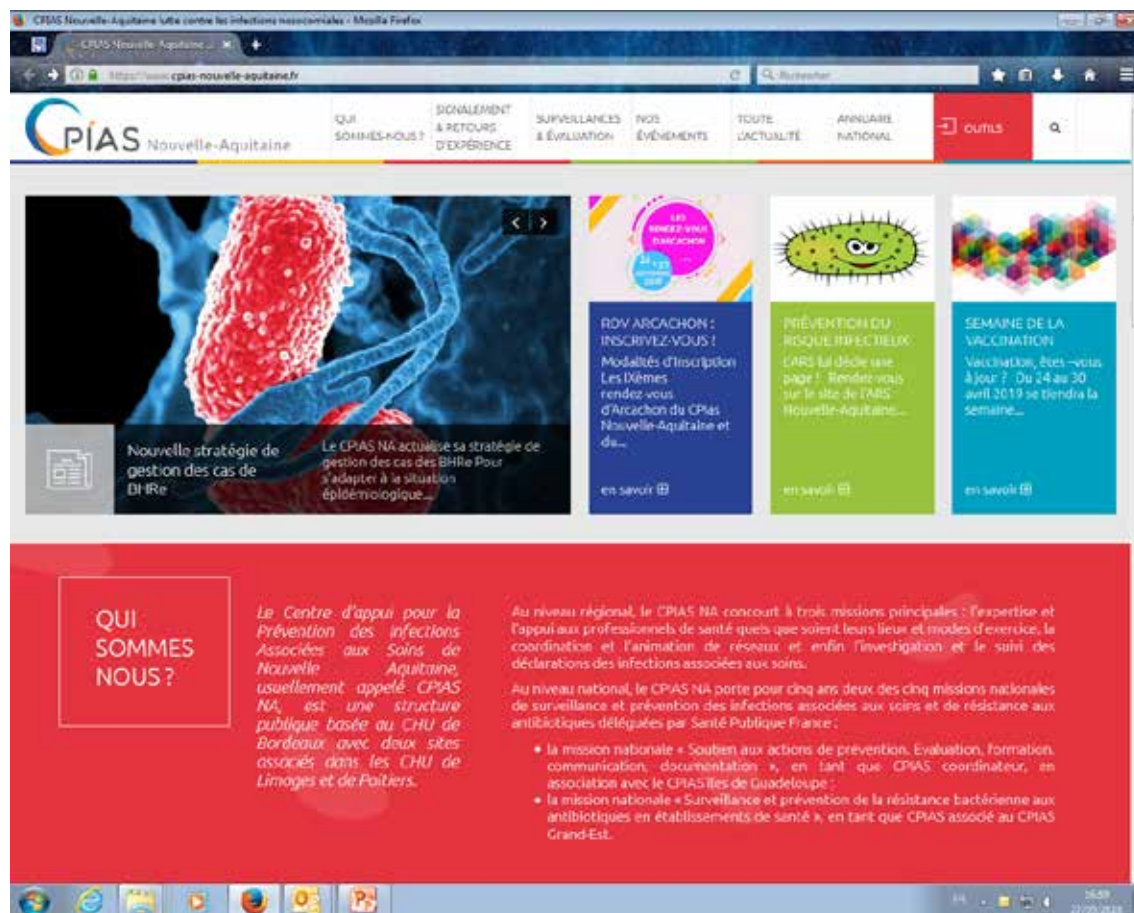 CPIAS Nouvelle-Aquitaine lutte contre les infections nosocomiales - Mozilla Firefox
CPIAS Nouvelle-Aquitaine ...
https://www.cpias-nouvelle-aquitaine.fr
Rechercher
CPIAS Nouvelle-Aquitaine
QUI
SOMMES-NOUS ?
SIGNALEMENT
& RETOURS
D'EXPÉRIENCE
SURVEILLANCES
& ÉVALUATION
NOS
ÉVÉNEMENTS
TOUTE
L'ACTUALITÉ
ANNUAIRE
NATIONAL
OUTILS
LES
RENDEZ-VOUS
D'ARCACHON
Nouvelle stratégie de
gestion des cas de
BHRe
Le CPIAS NA actualise sa stratégie de
gestion des cas des BHRe Pour
s'adapter à la situation
épidémiologique...
RDV ARCACHON :
INSCRIVEZ-VOUS !
Modalités d'Inscription
Les IXèmes
rendez-vous
d'Arcachon du CPias
Nouvelle-Aquitaine et
du...
en savoir
PRÉVENTION DU
RISQUE INFECTIEUX
L'ARS lui dédie une
page ! Rendez-vous
sur le site de l'ARS
Nouvelle-Aquitaine...
en savoir
SEMAINE DE LA
VACCINATION
Vaccination, êtes –vous
à jour ? Du 24 au 30
avril 2019 se tiendra la
semaine...
en savoir
QUI
SOMMES
NOUS ?
Le Centre d'appui pour la
Prévention des infections
Associées aux Soins de
Nouvelle Aquitaine,
usuellement appelé CPIAS
NA, est une structure
publique basée au CHU de
Bordeaux avec deux sites
associés dans les CHU de
Limoges et de Poitiers.
Au niveau régional, le CPIAS NA concourt à trois missions principales : l'expertise et
l'appui aux professionnels de santé quels que soient leurs lieux et modes d'exercice, la
coordination et l'animation de réseaux et enfin l'investigation et le suivi des
déclarations des infections associées aux soins.
Au niveau national, le CPIAS NA porte pour cinq ans deux des cinq missions nationales
de surveillance et prévention des infections associées aux soins et de résistance aux
antibiotiques déléguées par Santé Publique France :
• la mission nationale « Soutien aux actions de prévention. Evaluation, formation,
communication, documentation », en tant que CPIAS coordinateur, en
association avec le CPIAS Iles de Guadeloupe ;
• la mission nationale « Surveillance et prévention de la résistance bactérienne aux
antibiotiques en établissements de santé », en tant que CPIAS associé au CPIAS
Grand-Est.
FR
16:59